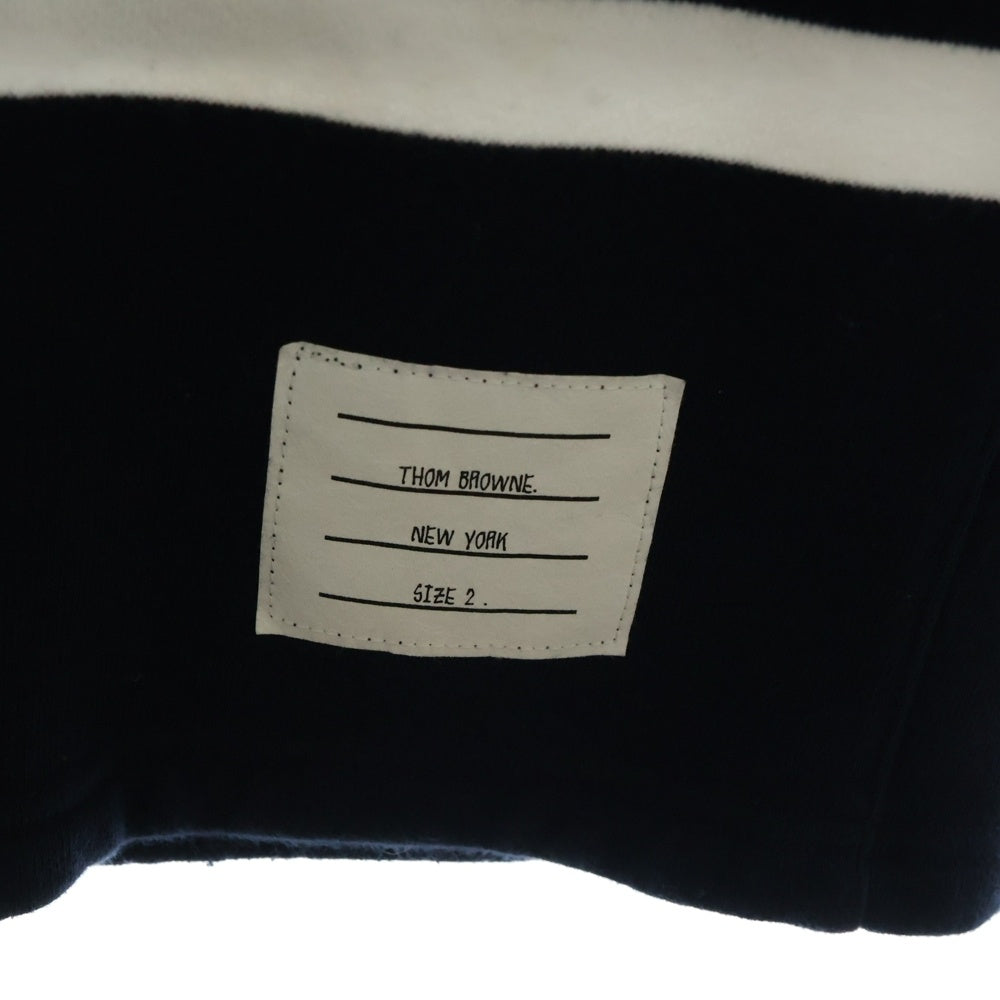 THOM BROWNE.
NEW YORK
SIZE 2.